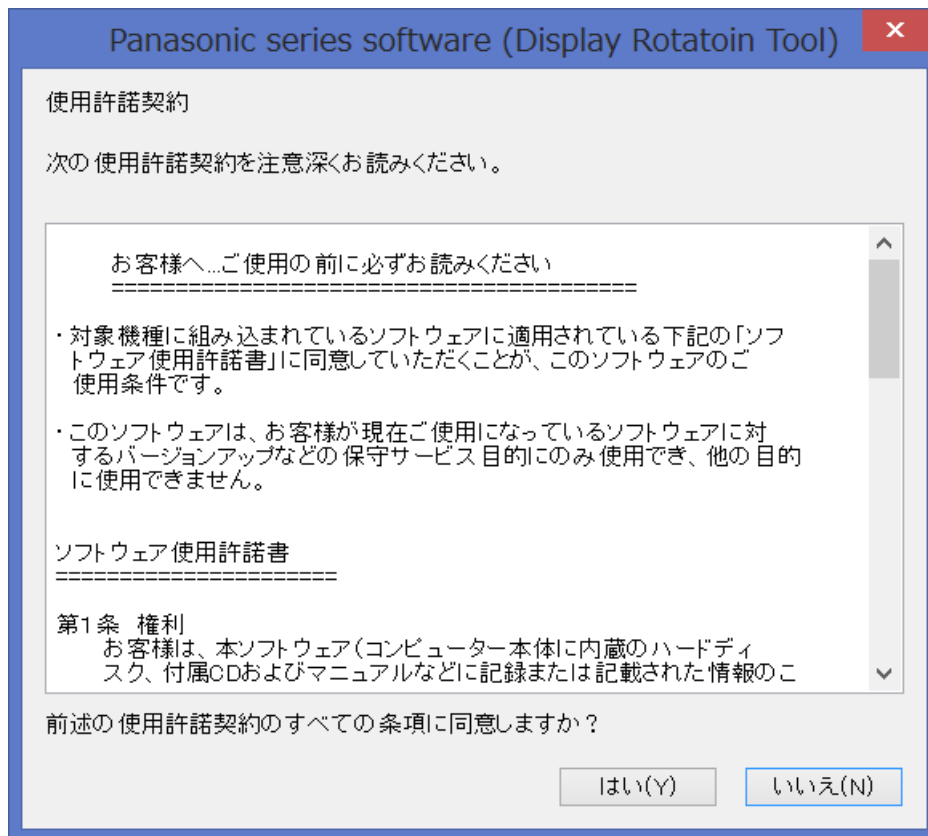 Panasonic series software (Display Rotatoin Tool)
使用許諾契約
次の使用許諾契約を注意深くお読みください。
お客様へ...ご使用の前に必ずお読みください
=========================================
・対象機種に組み込まれているソフトウェアに適用されている下記の「ソフ
トウェア使用許諾書」に同意していただくことが、このソフトウェアのご
使用条件です。
・このソフトウェアは、お客様が現在ご使用になっているソフトウェアに対
するバージョンアップなどの保守サービス目的にのみ使用でき、他の目的
に使用できません。
ソフトウェア使用許諾書
======================
第1条 権利
お客様は、本ソフトウェア(コンピューター本体に内蔵のハードディ
スク、付属CDおよびマニュアルなどに記録または記載された情報のこ
前述の使用許諾契約のすべての条項に同意しますか?
はい(Y)
いいえ(N)